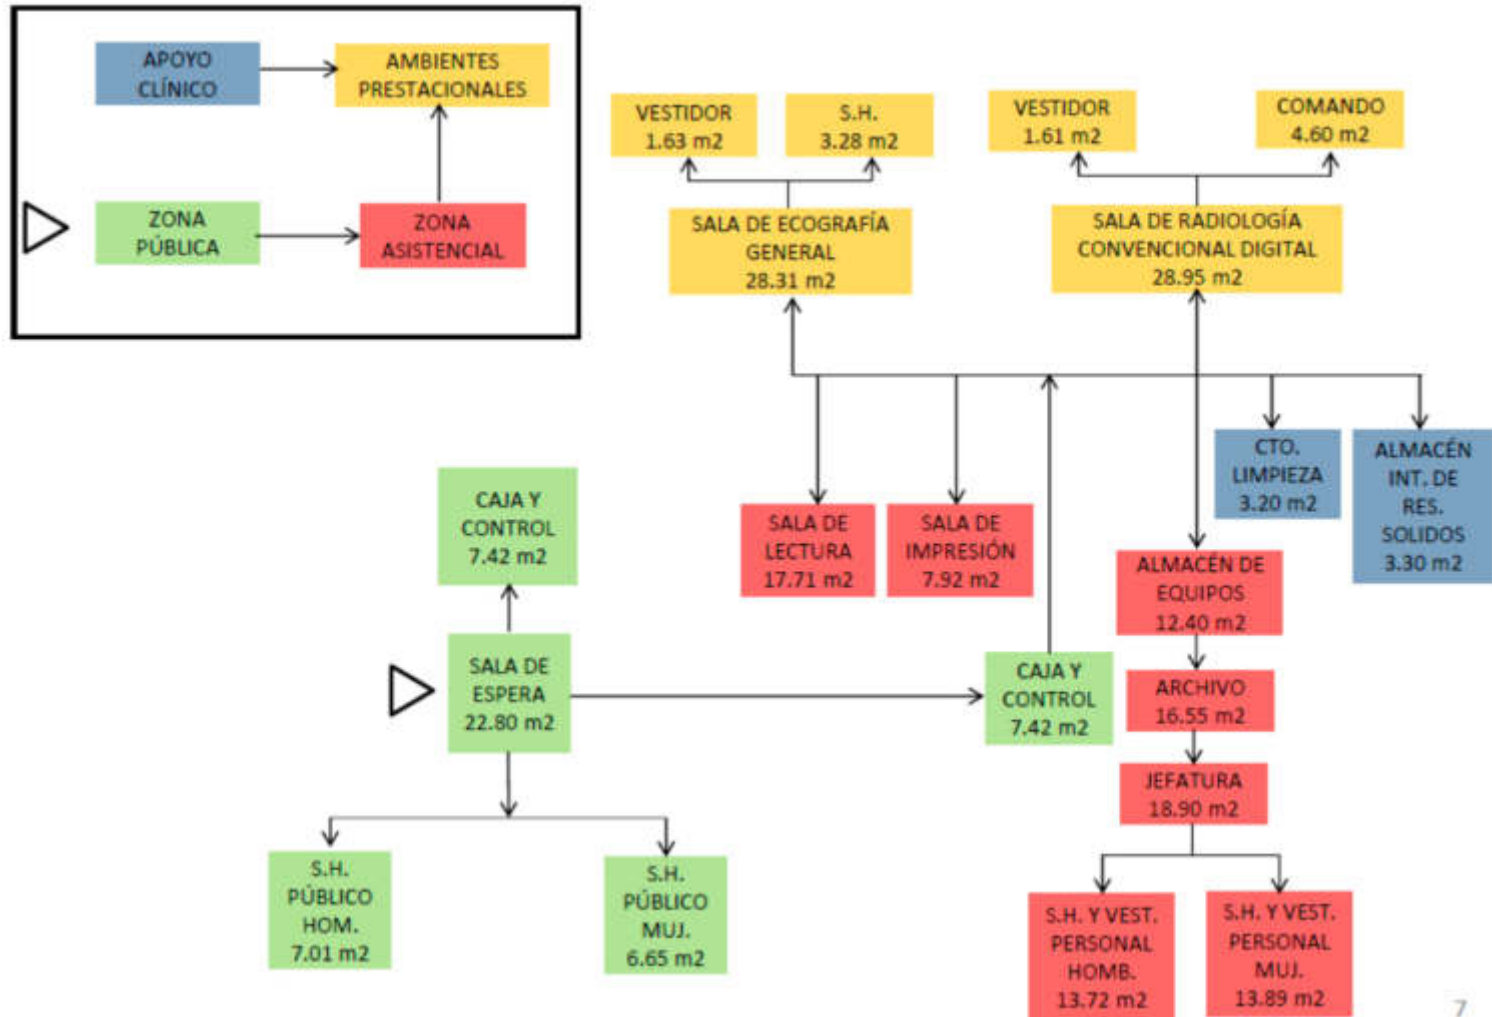 APOYO
CLÍNICO
AMBIENTES
PRESTACIONALES
ZONA
PÚBLICA
ZONA
ASISTENCIAL
VESTIDOR
1.63 m2
S.H.
3.28 m2
VESTIDOR
1.61 m2
COMANDO
4.60 m2
SALA DE ECOGRAFÍA
GENERAL
28.31 m2
SALA DE RADIOLOGÍA
CONVENCIONAL DIGITAL
28.95 m2
CTO.
LIMPIEZA
3.20 m2
ALMACÉN
INT. DE
RES.
SOLIDOS
3.30 m2
CAJA Y
CONTROL
7.42 m2
SALA DE
LECTURA
17.71 m2
SALA DE
IMPRESIÓN
7.92 m2
ALMACÉN DE
EQUIPOS
12.40 m2
SALA DE
ESPERA
22.80 m2
CAJA Y
CONTROL
7.42 m2
ARCHIVO
16.55 m2
JEFATURA
18.90 m2
S.H.
PÚBLICO
HOM.
7.01 m2
S.H.
PÚBLICO
MUJ.
6.65 m2
S.H. Y VEST.
PERSONAL
HOMB.
13.72 m2
S.H. Y VEST.
PERSONAL
MUJ.
13.89 m2
7